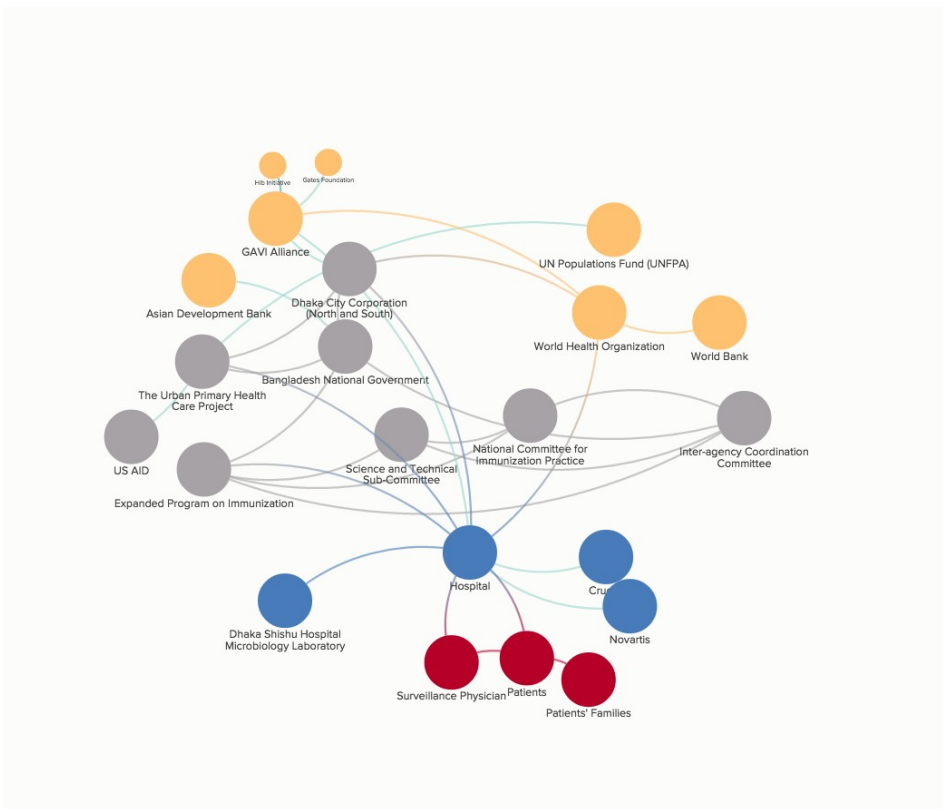 Hib Initiative
Gates Foundation
GAVI Alliance
UN Populations Fund (UNFPA)
Dhaka City Corporation
(North and South)
Asian Development Bank
World Health Organization
World Bank
Bangladesh National Government
The Urban Primary Health
Care Project
National Committee for
Immunization Practice
Inter-agency Coordination
Committee
US AID
Science and Technical
Sub-Committee
Expanded Program on Immunization
Hospital
Dhaka Shishu Hospital
Microbiology Laboratory
Novartis
Surveillance Physician
Patients
Patients' Families